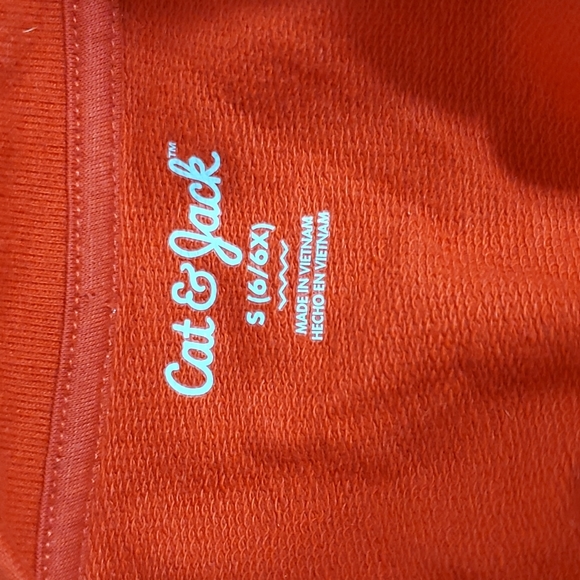 Cat & Jack™
S (6/6X)
MADE IN VIETNAM
HECHO EN VIETNAM